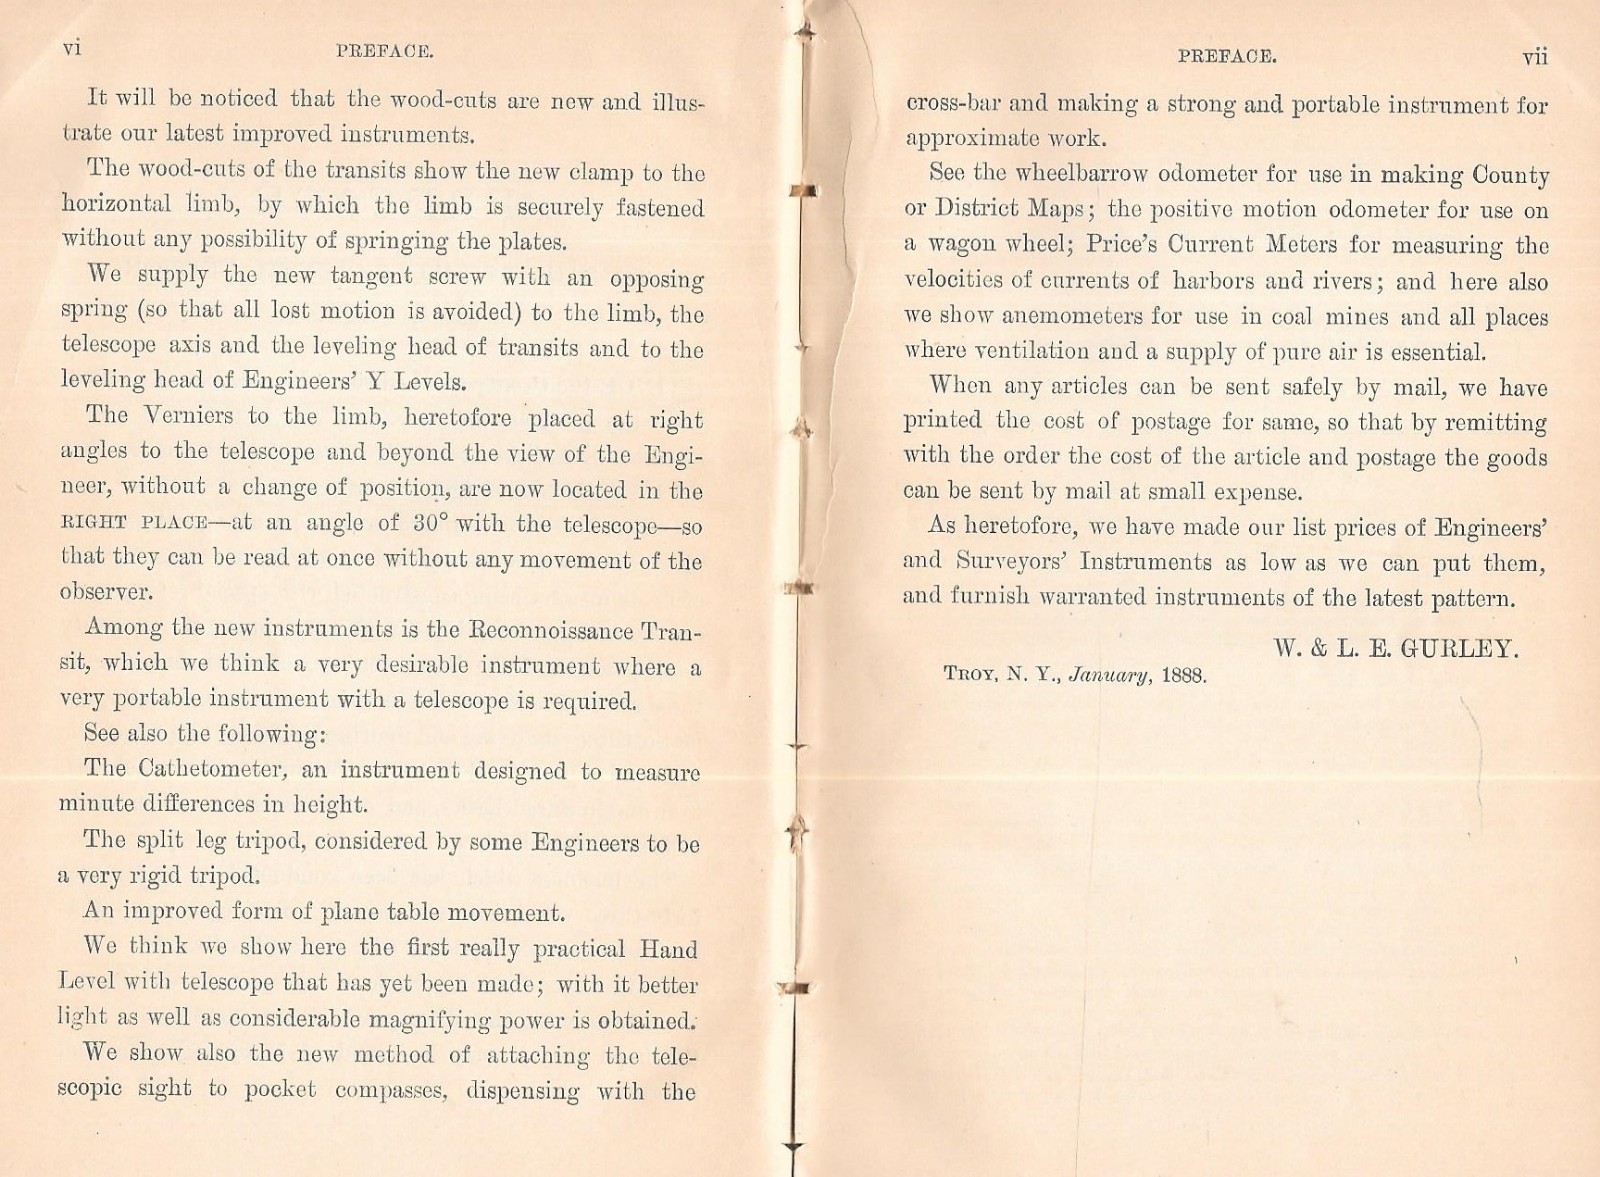 vi
PREFACE.
It will be noticed that the wood-cuts are new and illus-
trate our latest improved instruments.
The wood-cuts of the transits show the new clamp to the
horizontal limb, by which the limb is securely fastened
without any possibility of springing the plates.
We supply the new tangent screw with an opposing
spring (so that all lost motion is avoided) to the limb, the
telescope axis and the leveling head of transits and to the
leveling head of Engineers’ Y Levels.
The Verniers to the limb, heretofore placed at right
angles to the telescope and beyond the view of the Engi-
neer, without a change of position, are now located in the
RIGHT PLACE—at an angle of 30° with the telescope—so
that they can be read at once without any movement of the
observer.
Among the new instruments is the Reconnoissance Tran-
sit, which we think a very desirable instrument where a
very portable instrument with a telescope is required.
See also the following:
The Cathetometer, an instrument designed to measure
minute differences in height.
The split leg tripod, considered by some Engineers to be
a very rigid tripod.
An improved form of plane table movement.
We think we show here the first really practical Hand
Level with telescope that has yet been made; with it better
light as well as considerable magnifying power is obtained.
We show also the new method of attaching the tele-
scopic sight to pocket compasses, dispensing with the
PREFACE.
vii
cross-bar and making a strong and portable instrument for
approximate work.
See the wheelbarrow odometer for use in making County
or District Maps; the positive motion odometer for use on
a wagon wheel; Price’s Current Meters for measuring the
velocities of currents of harbors and rivers; and here also
we show anemometers for use in coal mines and all places
where ventilation and a supply of pure air is essential.
When any articles can be sent safely by mail, we have
printed the cost of postage for same, so that by remitting
with the order the cost of the article and postage the goods
can be sent by mail at small expense.
As heretofore, we have made our list prices of Engineers’
and Surveyors’ Instruments as low as we can put them,
and furnish warranted instruments of the latest pattern.
W. & L. E. GURLEY.
TROY, N. Y., January, 1888.